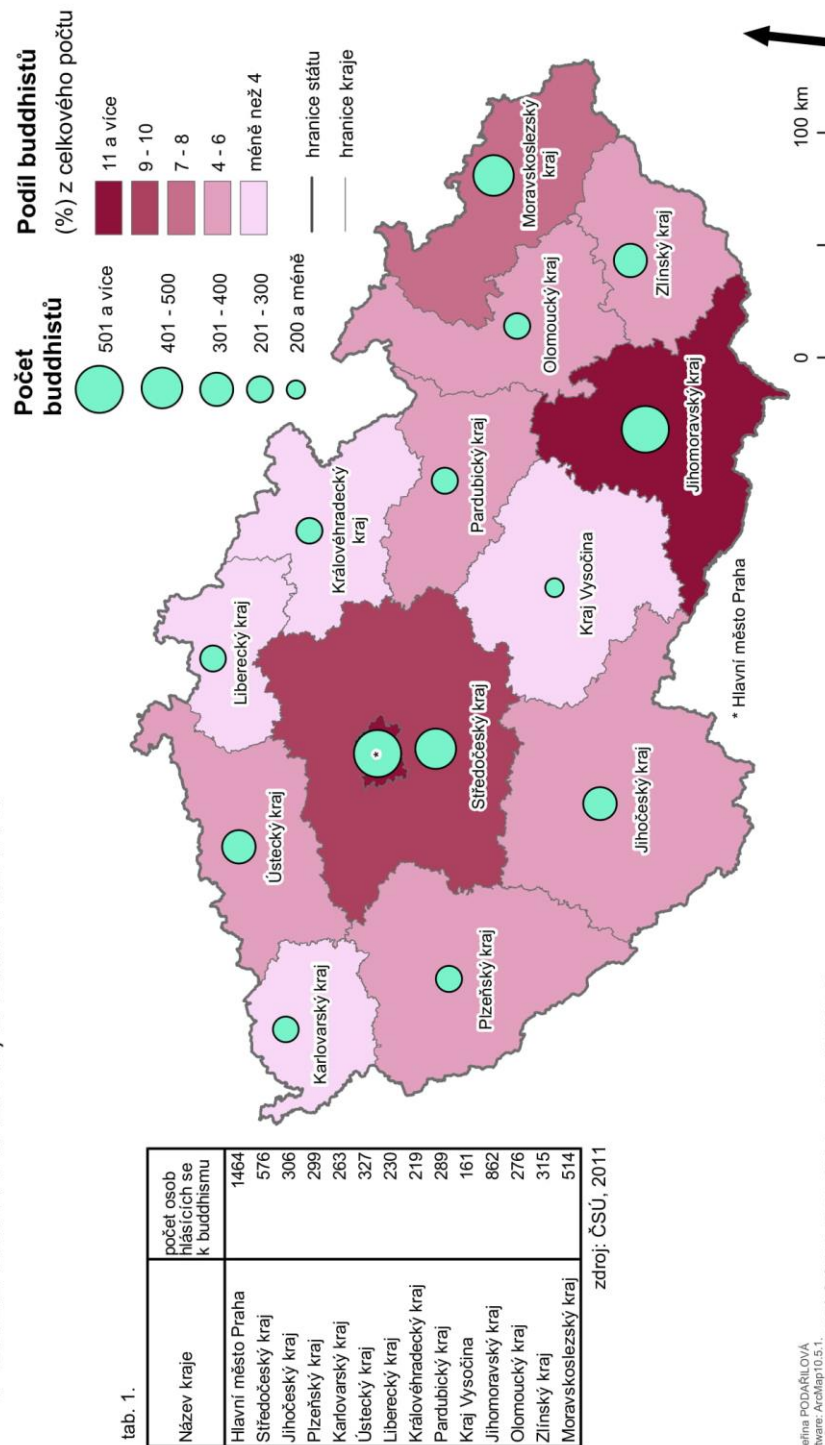 tab. 1.
Název kraje
počet osob
hlásících se
k buddhismu
Hlavní město Praha 1464
Středočeský kraj 576
Jihočeský kraj 306
Plzeňský kraj 299
Karlovarský kraj 263
Ústecký kraj 327
Liberecký kraj 230
Královéhradecký kraj 219
Pardubický kraj 289
Kraj Vysočina 161
Jihomoravský kraj 862
Olomoucký kraj 276
Zlínský kraj 315
Moravskoslezský kraj 514
zdroj: ČSÚ, 2011
Karlovarský kraj
Ústecký kraj
Liberecký kraj
Královéhradecký
kraj
Plzeňský kraj
*
Středočeský kraj
Pardubický kraj
Jihočeský kraj
Kraj Vysočina
Olomoucký kraj
Moravskoslezský
kraj
Zlínský kraj
Jihomoravský kraj
* Hlavní město Praha
Počet
buddhistů
501 a více
401 - 500
301 - 400
201 - 300
200 a méně
Podíl buddhistů
(%) z celkového počtu
11 a více
9 - 10
7 - 8
4 - 6
méně než 4
hranice státu
hranice kraje
0
100 km
PODAŘILOVÁ
ArcMap10.5.1.